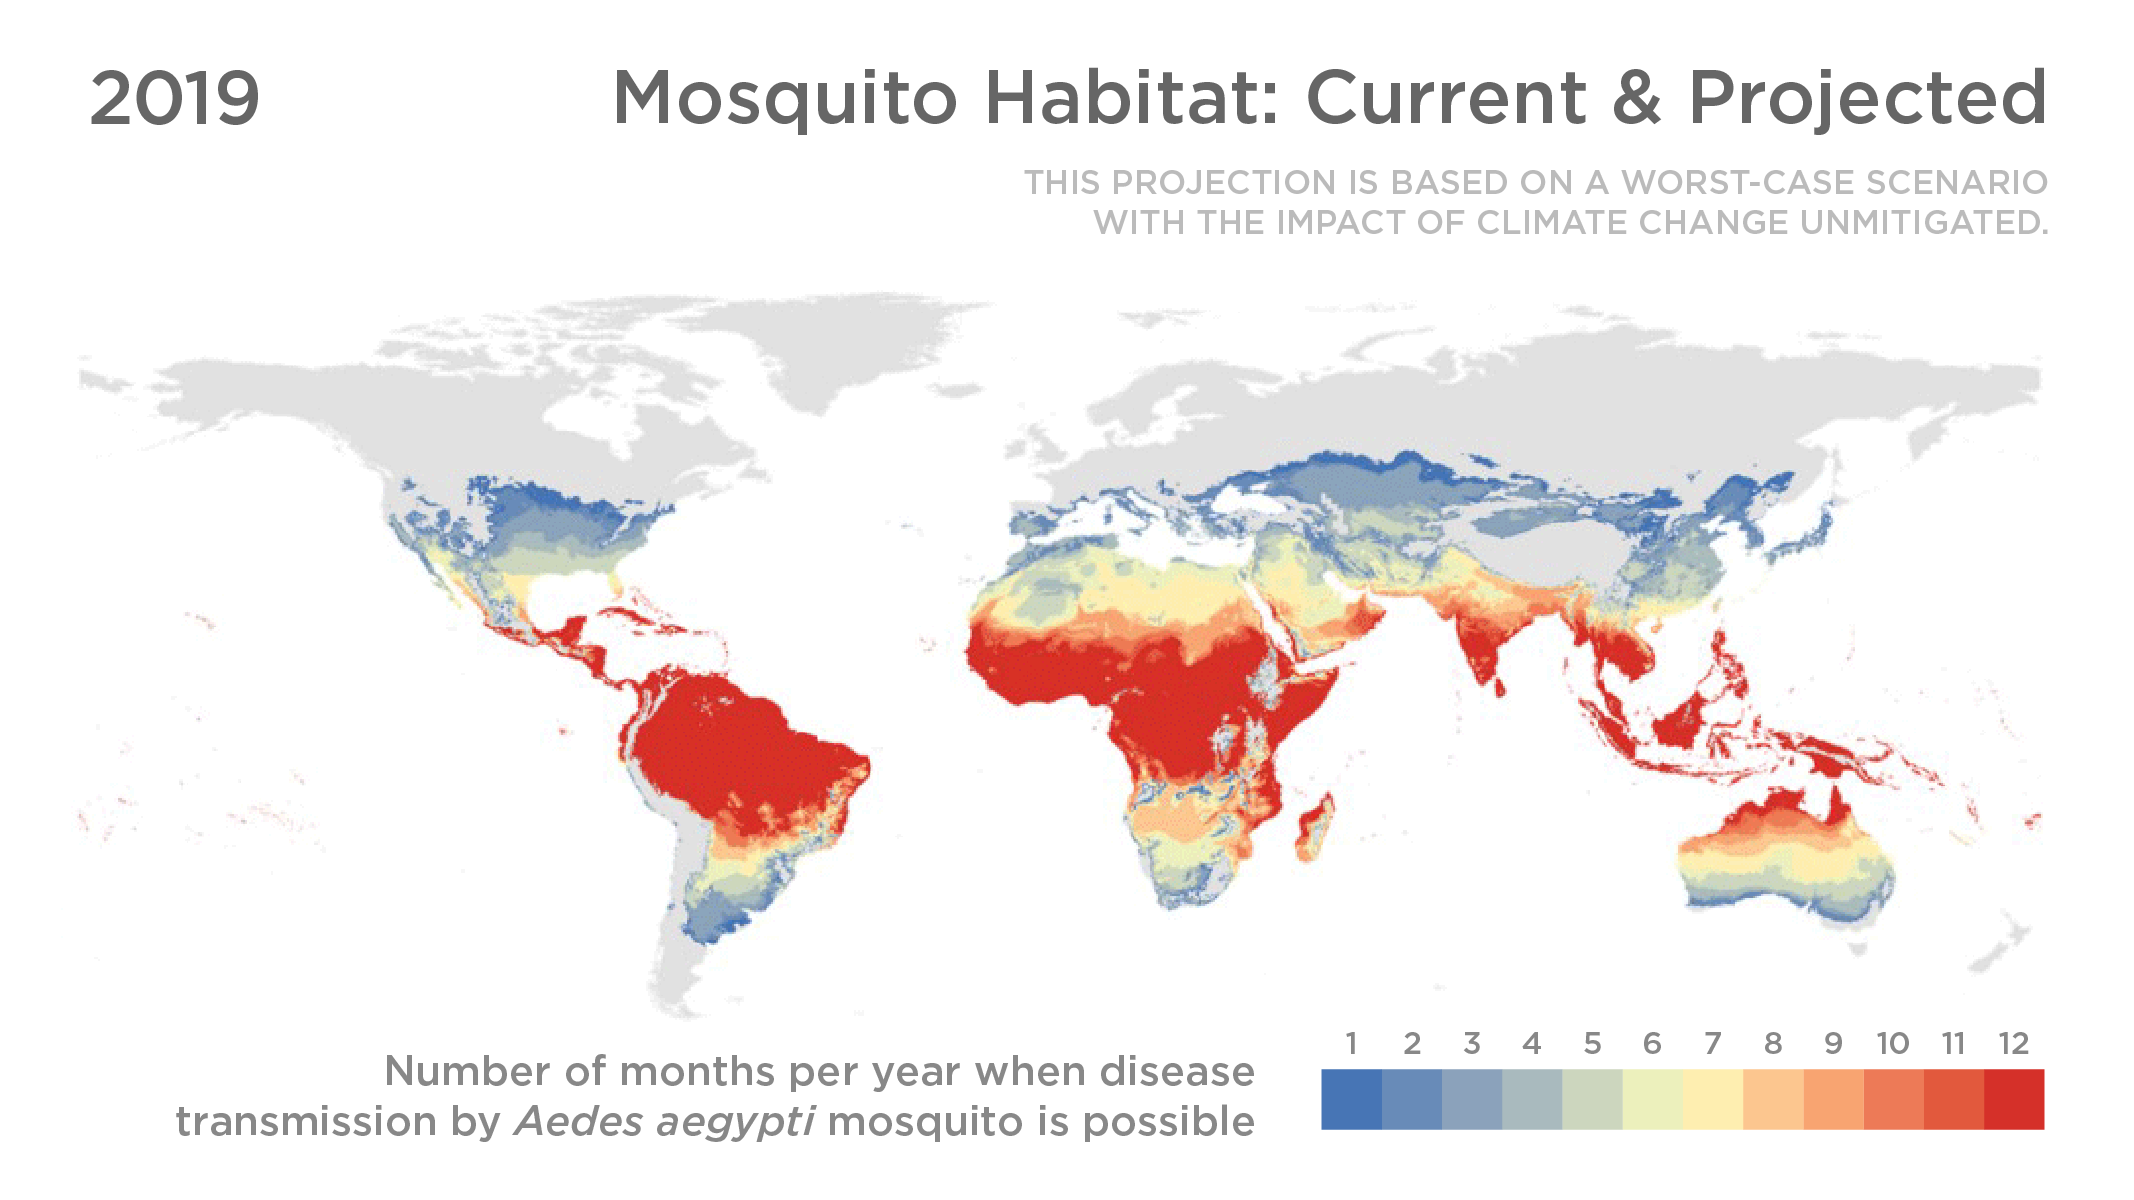 2019
Mosquito Habitat: Current & Projected
THIS PROJECTION IS BASED ON A WORST-CASE SCENARIO
WITH THE IMPACT OF CLIMATE CHANGE UNMITIGATED.
Number of months per year when disease
transmission by Aedes aegypti mosquito is possible
1 2 3 4 5 6 7 8 9 10 11 12